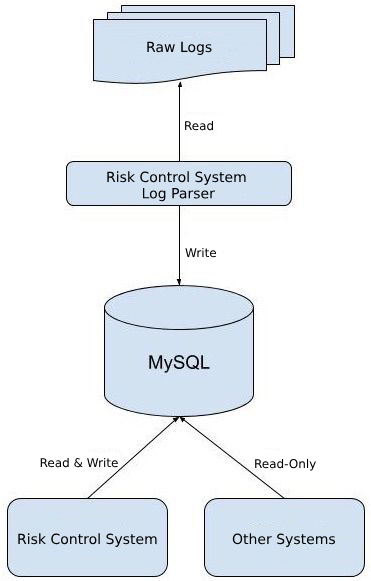 Raw Logs
Read
Risk Control System
Log Parser
Write
MySQL
Read & Write
Read-Only
Risk Control System
Other Systems